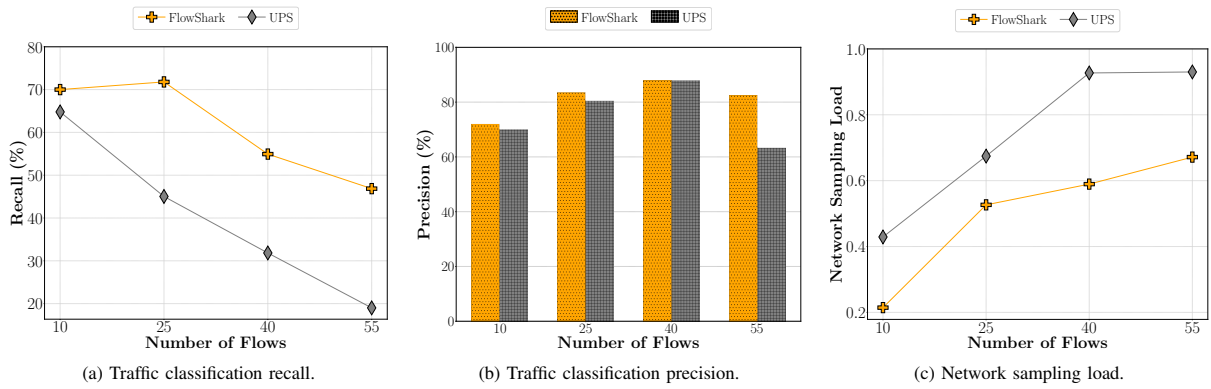 FlowShark UPS
80
70
60
50
40
30
20
Recall (%)
10 25 40 55
Number of Flows
(a) Traffic classification recall.
FlowShark UPS
100
80
60
40
20
0
Precision (%)
10 25 40 55
Number of Flows
(b) Traffic classification precision.
FlowShark UPS
1.0
0.8
0.6
0.4
0.2
Network Sampling Load
10 25 40 55
Number of Flows
(c) Network sampling load.